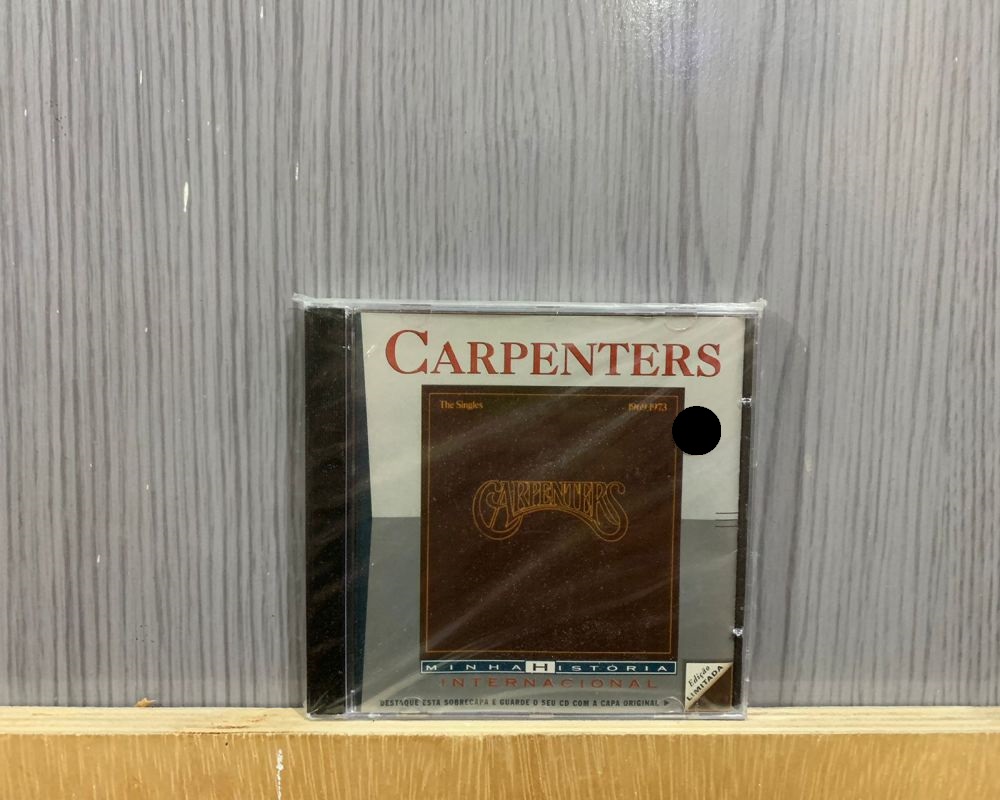 CARPENTERS
The Singles 1969-1973
CARPENTERS
MINHA HISTÓRIA
INTERNACIONAL
Edição
LIMITADA
DESTAQUE ESTA SOBRECAPA E GUARDE O SEU CD COM A CAPA ORIGINAL